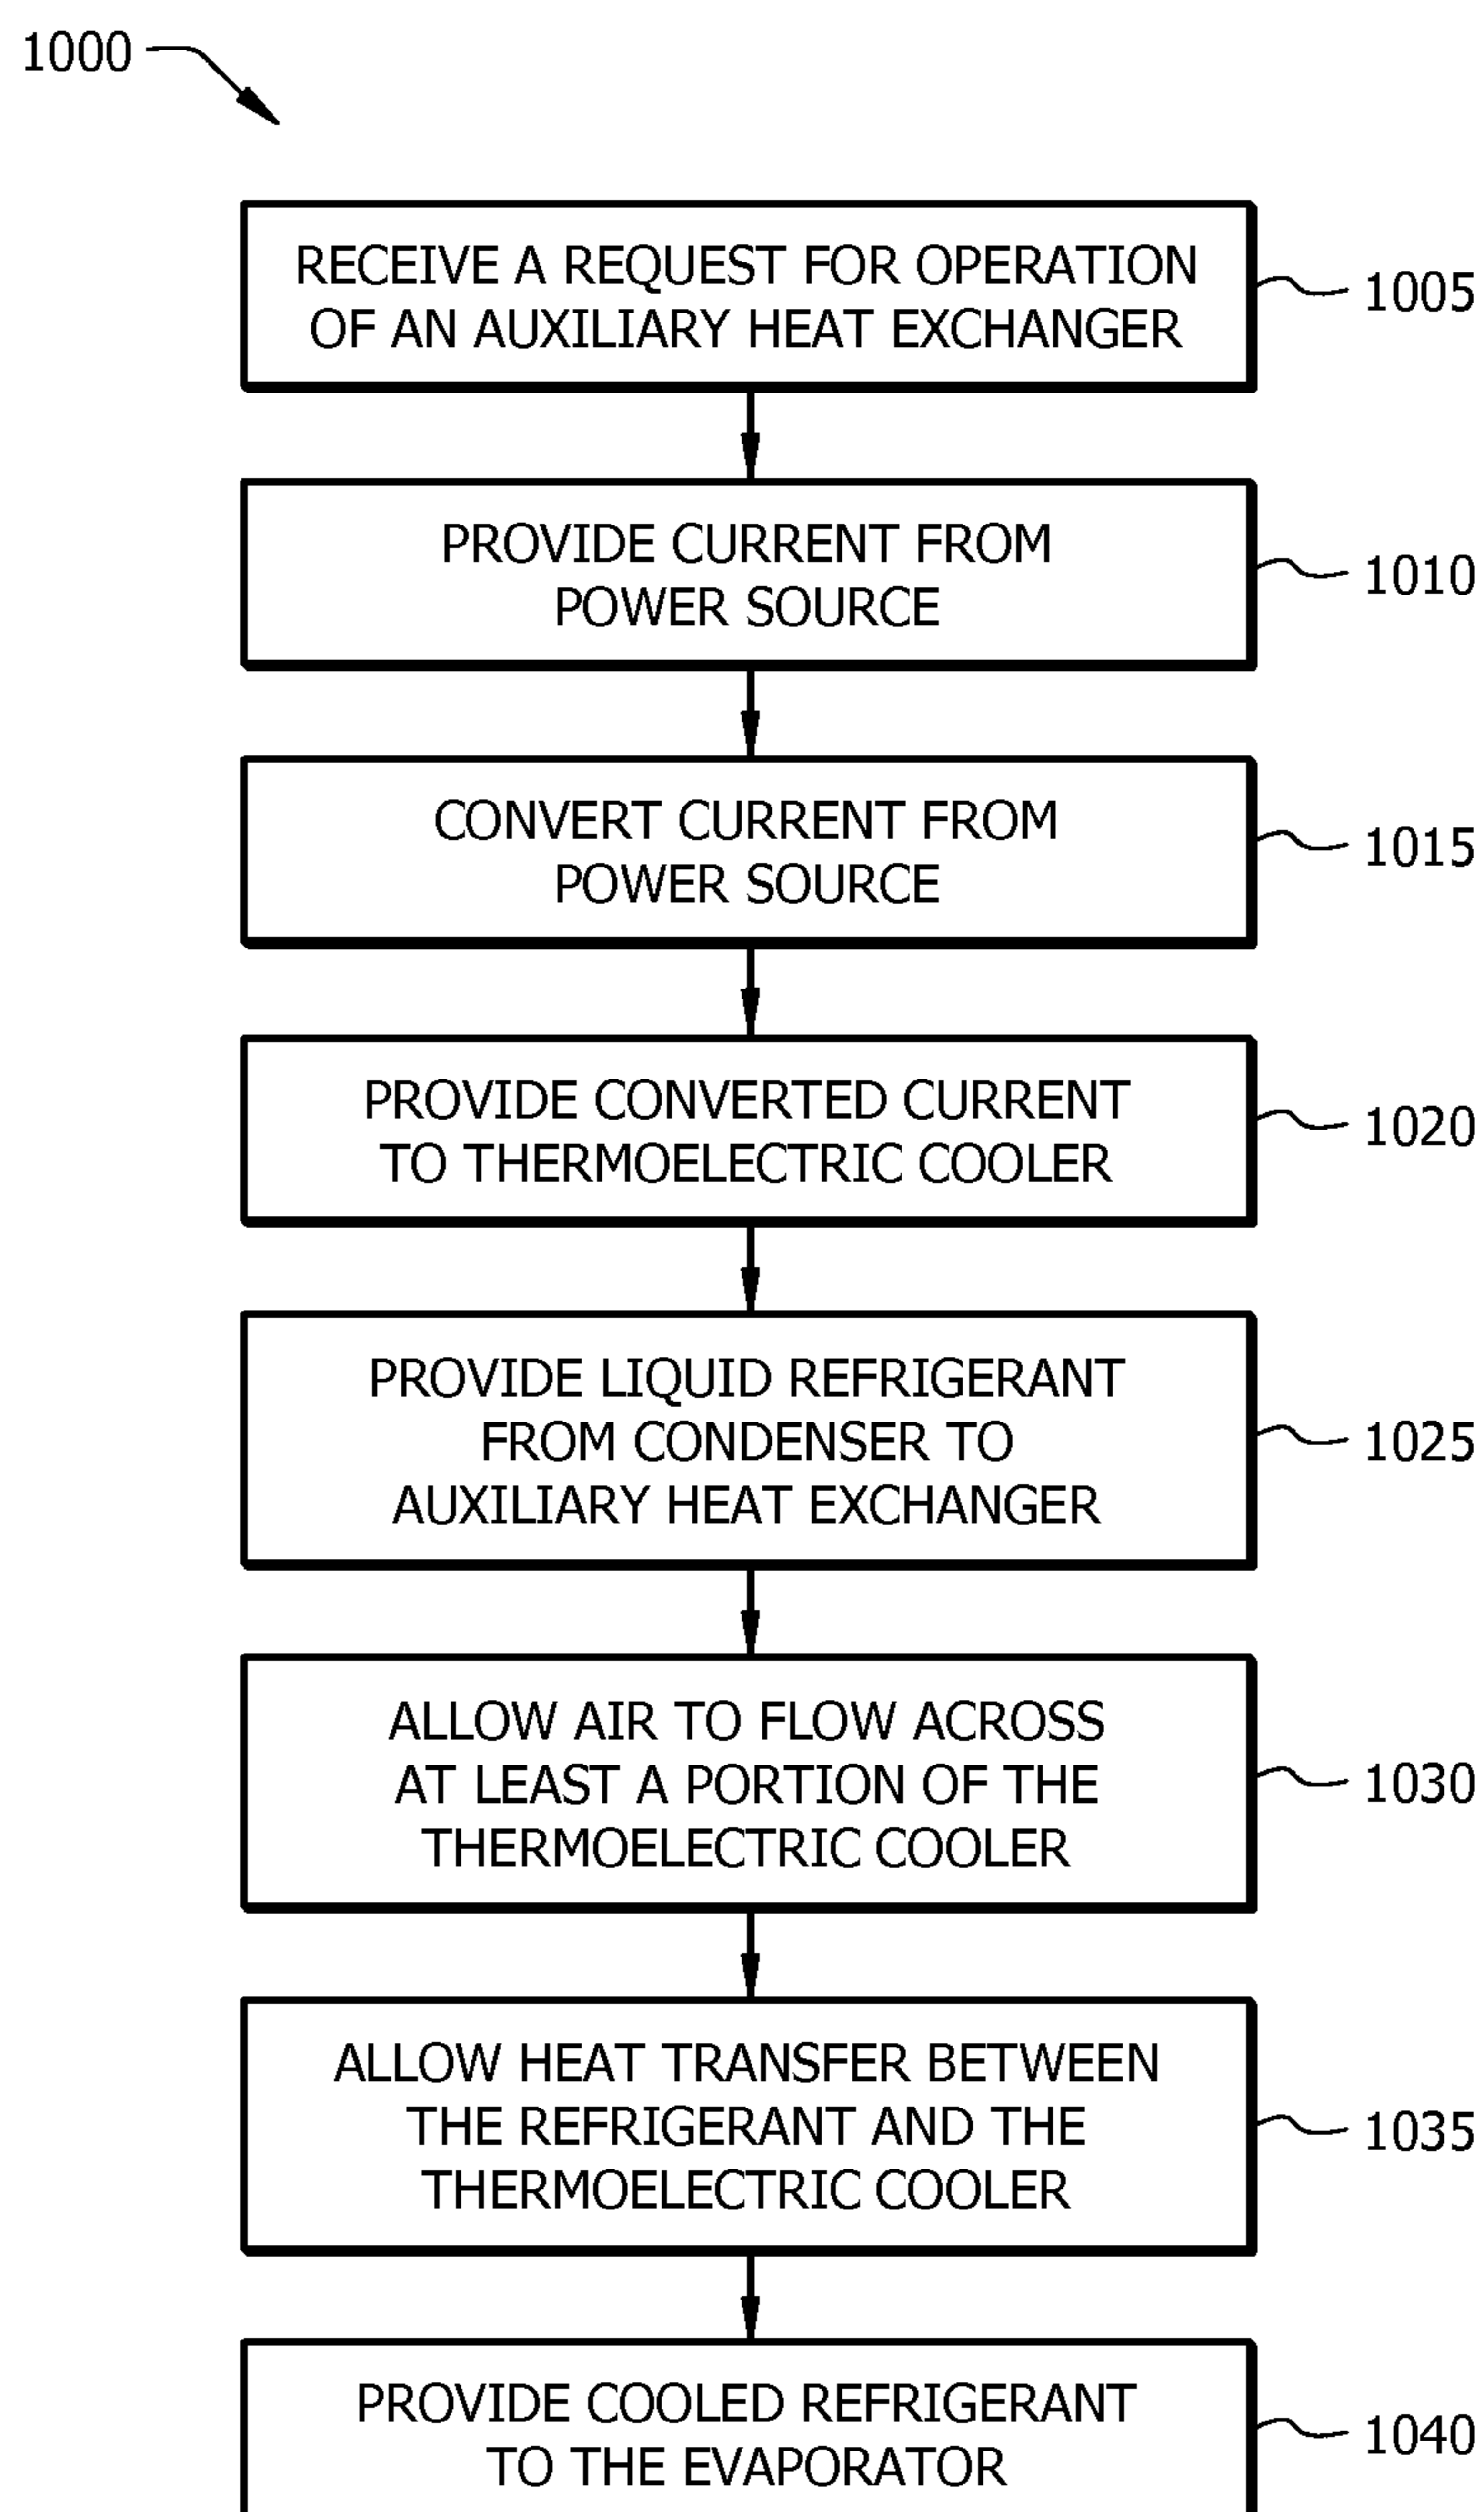 1000
RECEIVE A REQUEST FOR OPERATION
OF AN AUXILIARY HEAT EXCHANGER
1005
PROVIDE CURRENT FROM
POWER SOURCE
1010
CONVERT CURRENT FROM
POWER SOURCE
1015
PROVIDE CONVERTED CURRENT
TO THERMOELECTRIC COOLER
1020
PROVIDE LIQUID REFRIGERANT
FROM CONDENSER TO
AUXILIARY HEAT EXCHANGER
1025
ALLOW AIR TO FLOW ACROSS
AT LEAST A PORTION OF THE
THERMOELECTRIC COOLER
1030
ALLOW HEAT TRANSFER BETWEEN
THE REFRIGERANT AND THE
THERMOELECTRIC COOLER
1035
PROVIDE COOLED REFRIGERANT
TO THE EVAPORATOR
1040